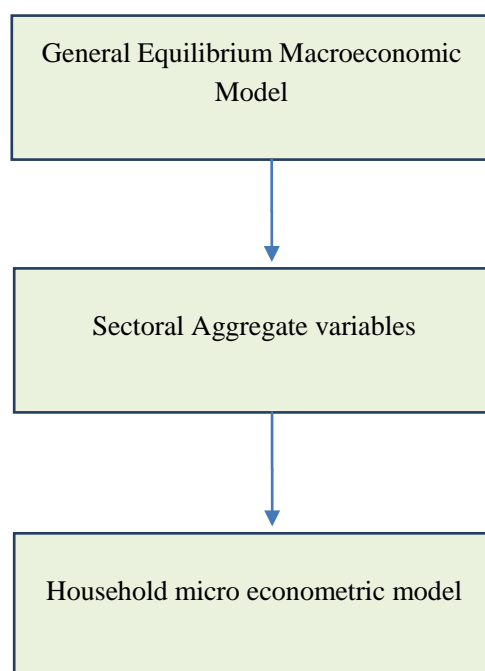 General Equilibrium Macroeconomic
Model
Sectoral Aggregate variables
Household micro econometric model